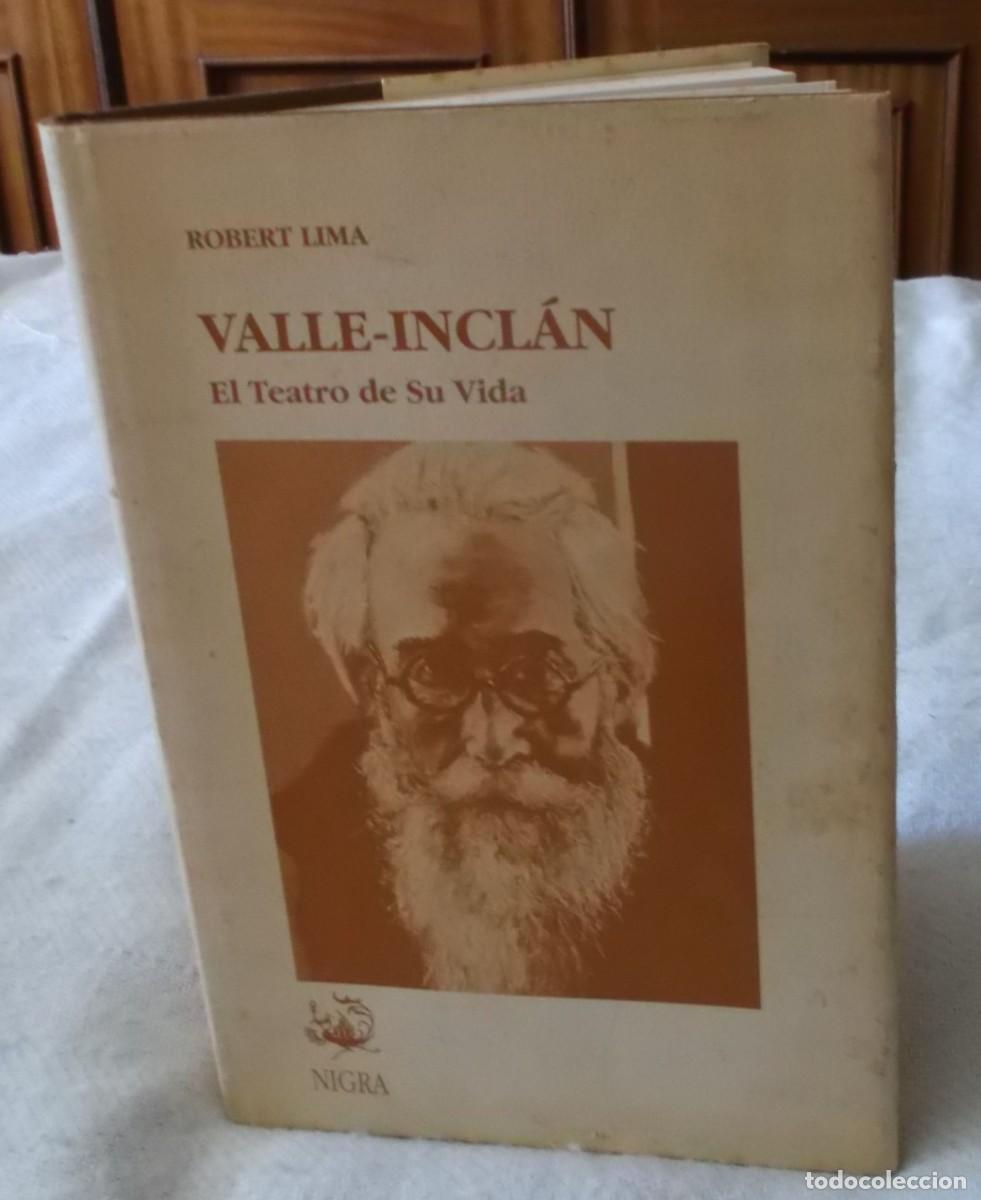 ROBERT LIMA
VALLE-INCLÁN
El Teatro de Su Vida
NIGRA
todocoleccion